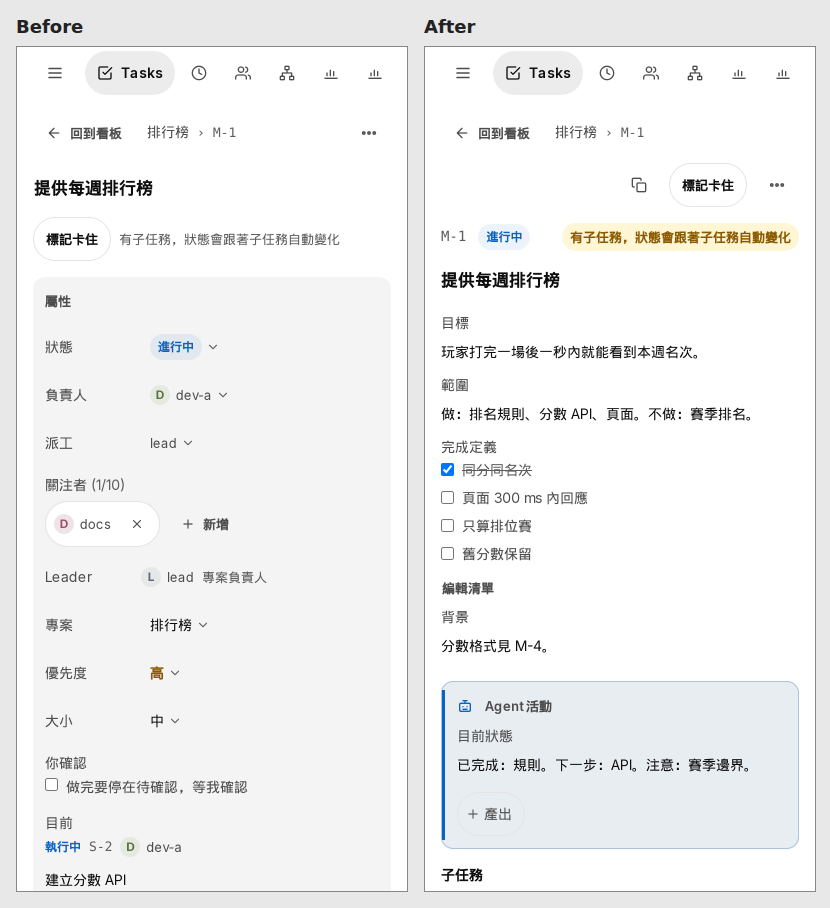 Before
Tasks
回到看板 排行榜 › M-1
提供每週排行榜
標記卡住 有子任務，狀態會跟著子任務自動變化
屬性
狀態 進行中
負責人 D dev-a
派工 lead
關注者 (1/10)
D docs × + 新增
Leader L lead 專案負責人
專案 排行榜
優先度 高
大小 中
你確認
做完要停在待確認，等我確認
目前
執行中 S-2 D dev-a
建立分數 API
After
Tasks
回到看板 排行榜 › M-1
標記卡住
M-1 進行中 有子任務，狀態會跟著子任務自動變化
提供每週排行榜
目標
玩家打完一場後一秒內就能看到本週名次。
範圍
做：排名規則、分數 API、頁面。不做：賽季排名。
完成定義
同分同名次
頁面 300 ms 內回應
只算排位賽
舊分數保留
編輯清單
背景
分數格式見 M-4。
Agent 活動
目前狀態
已完成：規則。下一步：API。注意：賽季邊界。
+ 產出
子任務